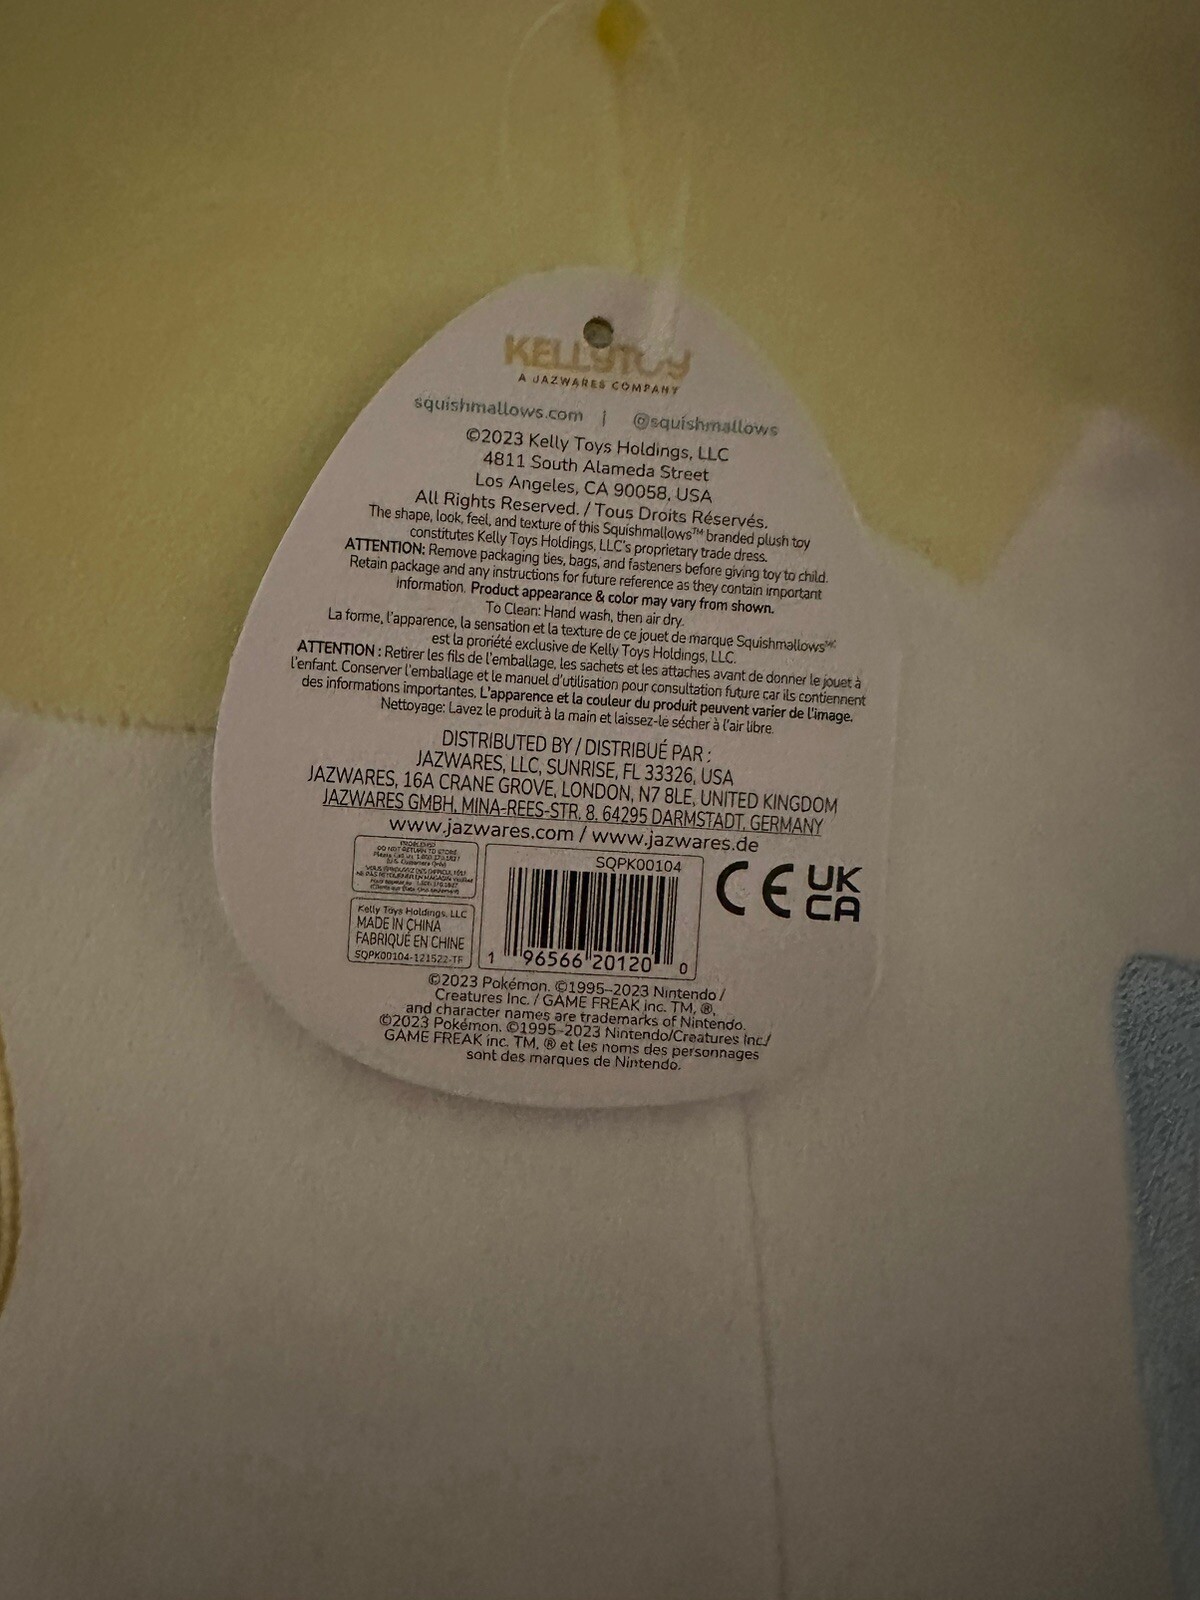 KELLYTOY
A JAZWARES COMPANY
squishmallows.com | @squishmallows
©2023 Kelly Toys Holdings, LLC
4811 South Alameda Street
Los Angeles, CA 90058, USA
All Rights Reserved. / Tous Droits Réservés.
The shape, look, feel, and texture of this Squishmallows™ branded plush toy
constitutes Kelly Toys Holdings, LLC's proprietary trade dress.
ATTENTION: Remove packaging ties, bags, and fasteners before giving toy to child.
Retain package and any instructions for future reference as they contain important
information. Product appearance & color may vary from shown.
To Clean: Hand wash, then air dry.
La forme, l'apparence, la sensation et la texture de ce jouet de marque Squishmallows
est la proriété exclusive de Kelly Toys Holdings, LLC.
ATTENTION : Retirer les fils de l'emballage, les sachets et les attaches avant de donner le jouet à
l'enfant. Conserver l'emballage et le manuel d'utilisation pour consultation future car ils contiennent
des informations importantes. L'apparence et la couleur du produit peuvent varier de l'image.
Nettoyage: Lavez le produit à la main et laissez-le sécher à l'air libre.
DISTRIBUTED BY / DISTRIBUÉ PAR :
JAZWARES, LLC, SUNRISE, FL 33326, USA
JAZWARES, 16A CRANE GROVE, LONDON, N7 8LE, UNITED KINGDOM
JAZWARES GMBH, MINA-REES-STR. 8, 64295 DARMSTADT, GERMANY
www.jazwares.com / www.jazwares.de
PROBLEMS?
DO NOT RETURN TO STORE.
(U.S. Customers Only)
Kelly Toys Holdings, LLC
MADE IN CHINA
FABRIQUÉ EN CHINE
SQPK00104-121522-TF
SQPK00104
1 96566 20120 0
CE UK
CA
©2023 Pokémon. ©1995–2023 Nintendo /
Creatures Inc. / GAME FREAK inc. TM, ®,
and character names are trademarks of Nintendo.
©2023 Pokémon. ©1995–2023 Nintendo/Creatures Inc./
GAME FREAK inc. TM, ® et les noms des personnages
sont des marques de Nintendo.